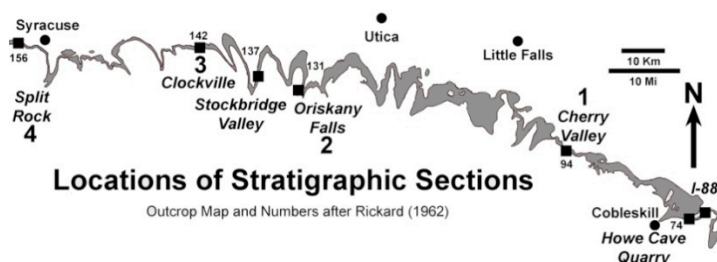 Syracuse
156
Split
Rock
4
142
3
Clockville
137
Stockbridge
Valley
131
Oriskany
Falls
2
Utica
Little Falls
10 Km
10 Mi
N
1
Cherry
Valley
94
I-88
Cobleskill
74
Howe Cave
Quarry
Locations of Stratigraphic Sections
Outcrop Map and Numbers after Rickard (1962)